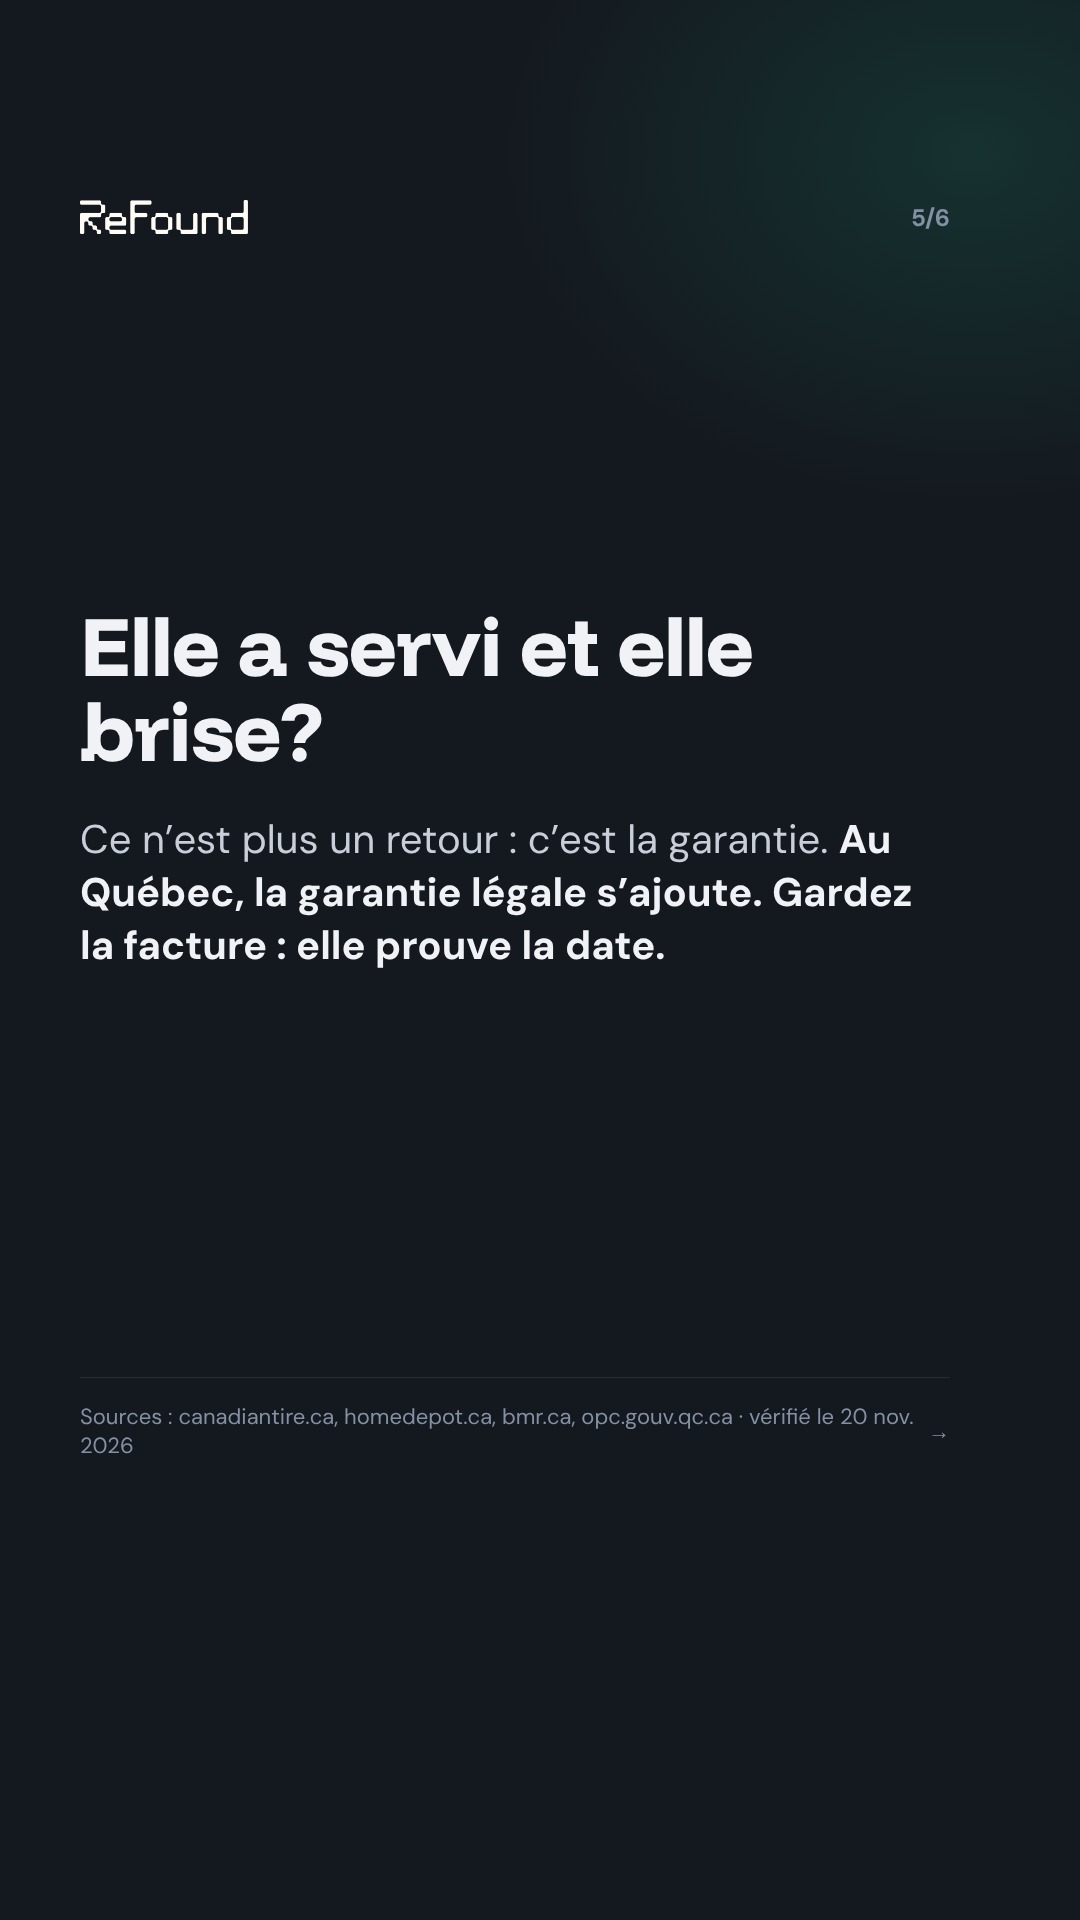 ReFound
5/6
Elle a servi et elle
brise?
Ce n’est plus un retour : c’est la garantie. Au
Québec, la garantie légale s’ajoute. Gardez
la facture : elle prouve la date.
Sources : canadiantire.ca, homedepot.ca, bmr.ca, opc.gouv.qc.ca · vérifié le 20 nov.
2026
→